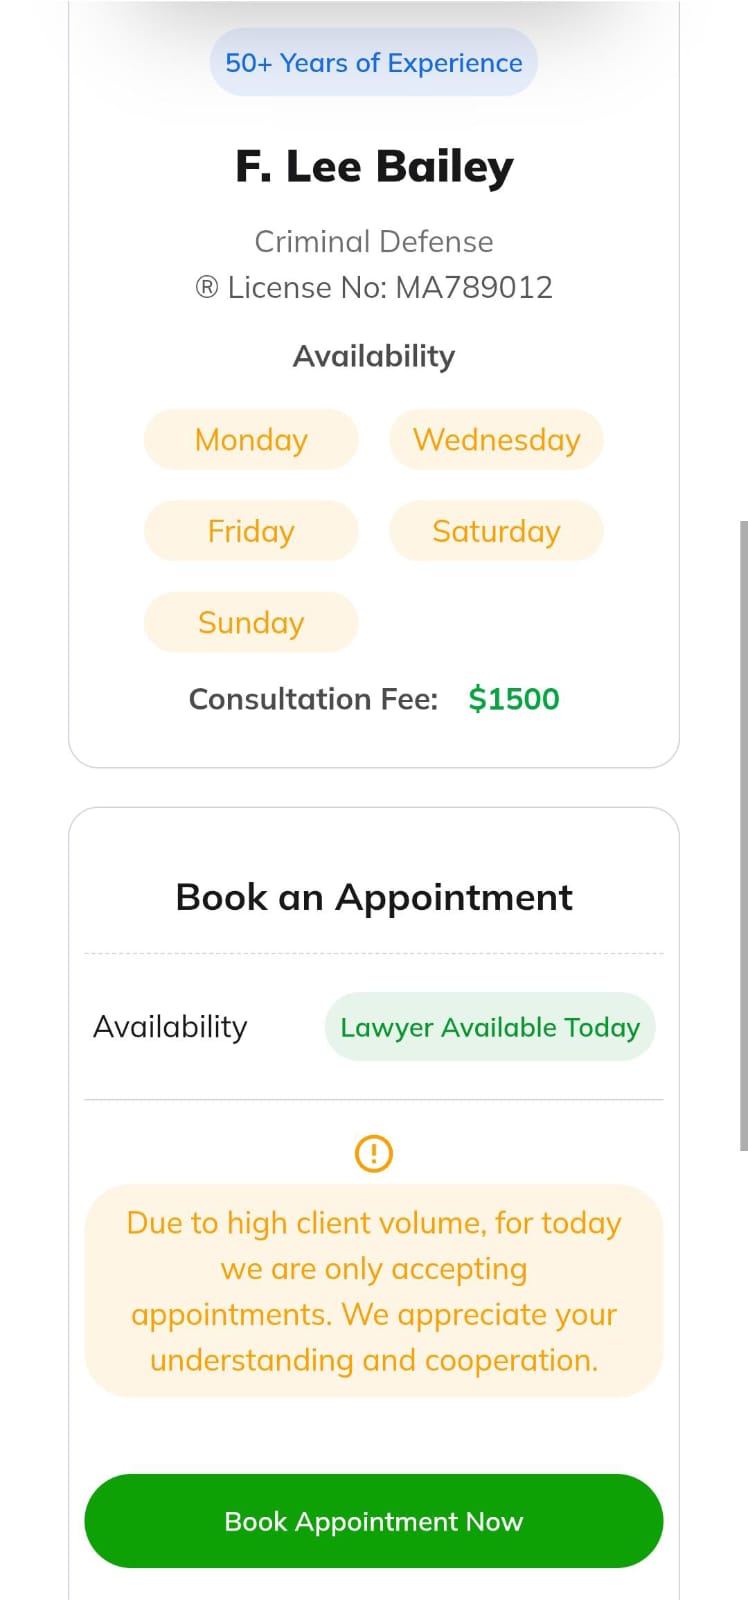 50+ Years of Experience
F. Lee Bailey
Criminal Defense
® License No: MA789012
Availability
Monday
Wednesday
Friday
Saturday
Sunday
Consultation Fee: $1500
Book an Appointment
Availability
Lawyer Available Today
Due to high client volume, for today
we are only accepting
appointments. We appreciate your
understanding and cooperation.
Book Appointment Now